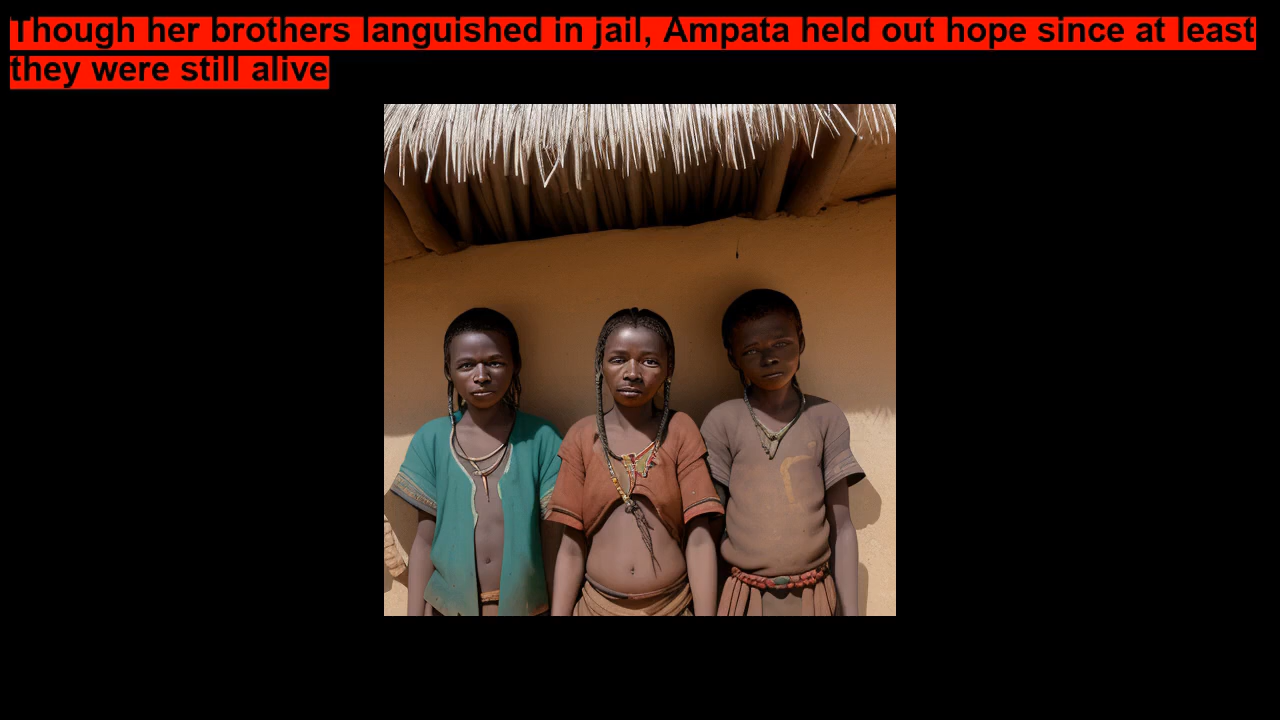 Though her brothers languished in jail, Ampata held out hope since at least
they were still alive